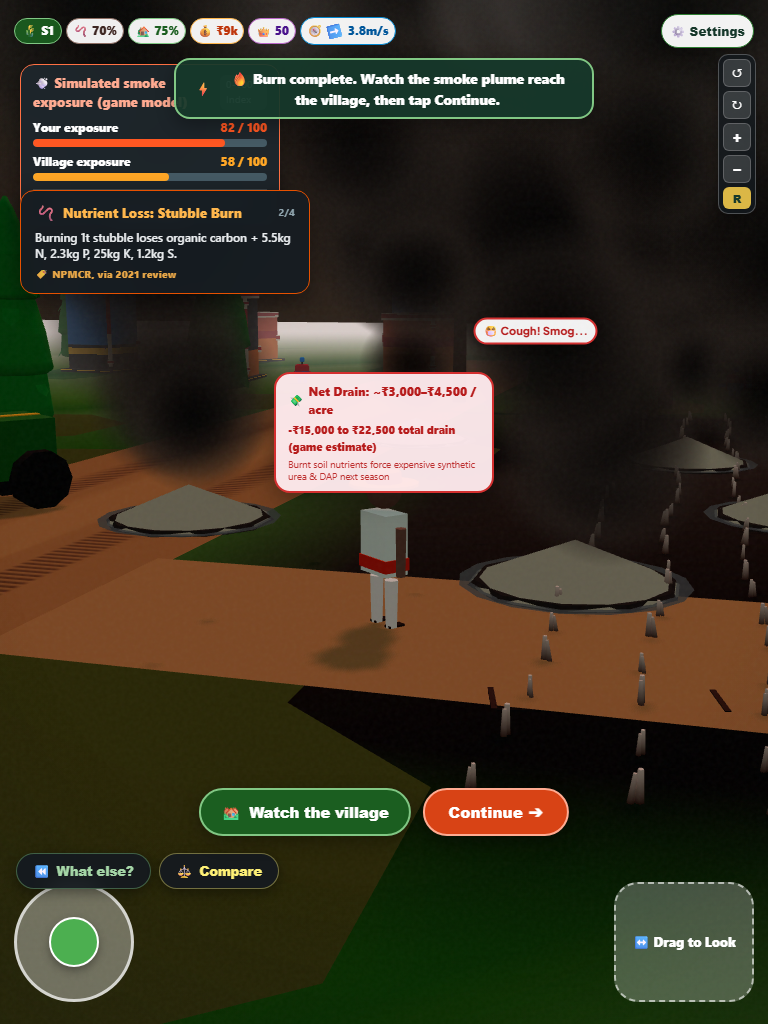 S1
70%
75%
₹9k
50
3.8m/s
Settings
Burn complete. Watch the smoke plume reach
the village, then tap Continue.
Simulated smoke
exposure (game model)
Your exposure 82 / 100
Village exposure 58 / 100
Nutrient Loss: Stubble Burn 2/4
Burning 1t stubble loses organic carbon + 5.5kg
N, 2.3kg P, 25kg K, 1.2kg S.
NPMCR, via 2021 review
↺
↻
+
−
R
Cough! Smog...
Net Drain: ~₹3,000–₹4,500 /
acre
-₹15,000 to ₹22,500 total drain
(game estimate)
Burnt soil nutrients force expensive synthetic
urea & DAP next season
Watch the village
Continue ➔
What else?
Compare
Drag to Look